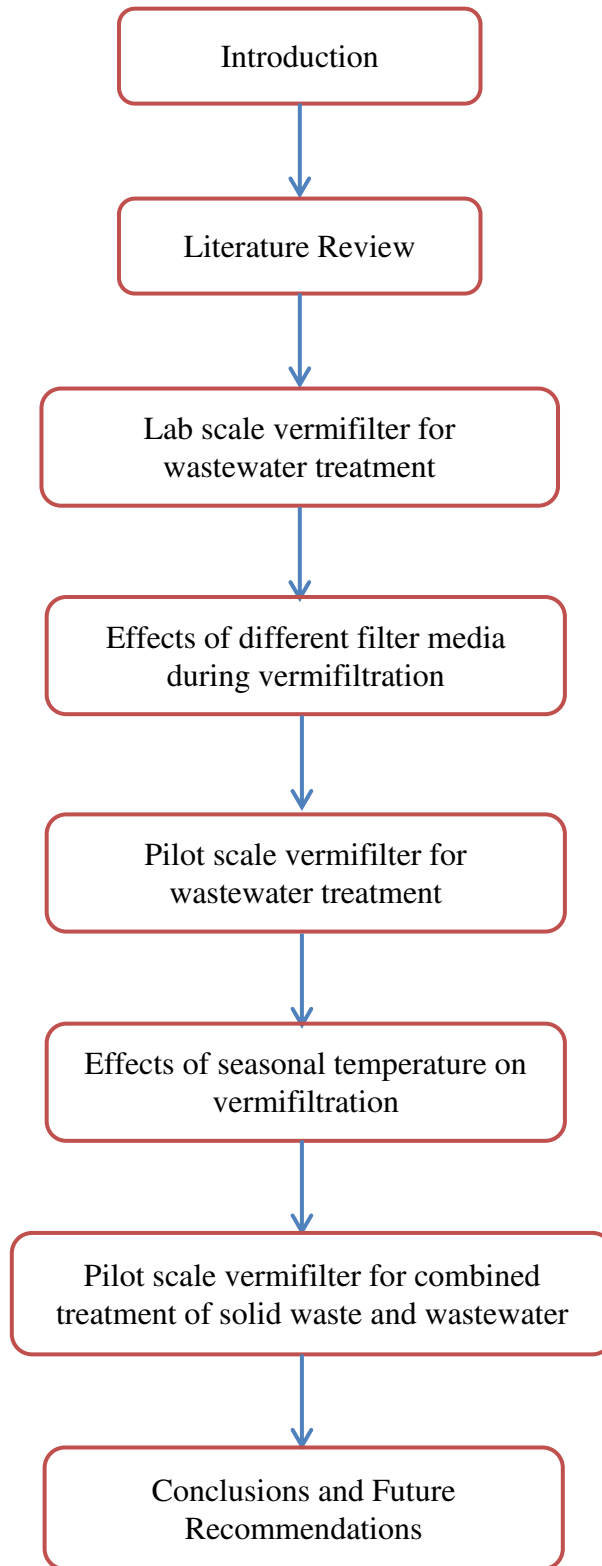 Introduction
Literature Review
Lab scale vermifilter for
wastewater treatment
Effects of different filter media
during vermifiltration
Pilot scale vermifilter for
wastewater treatment
Effects of seasonal temperature on
vermifiltration
Pilot scale vermifilter for combined
treatment of solid waste and wastewater
Conclusions and Future
Recommendations